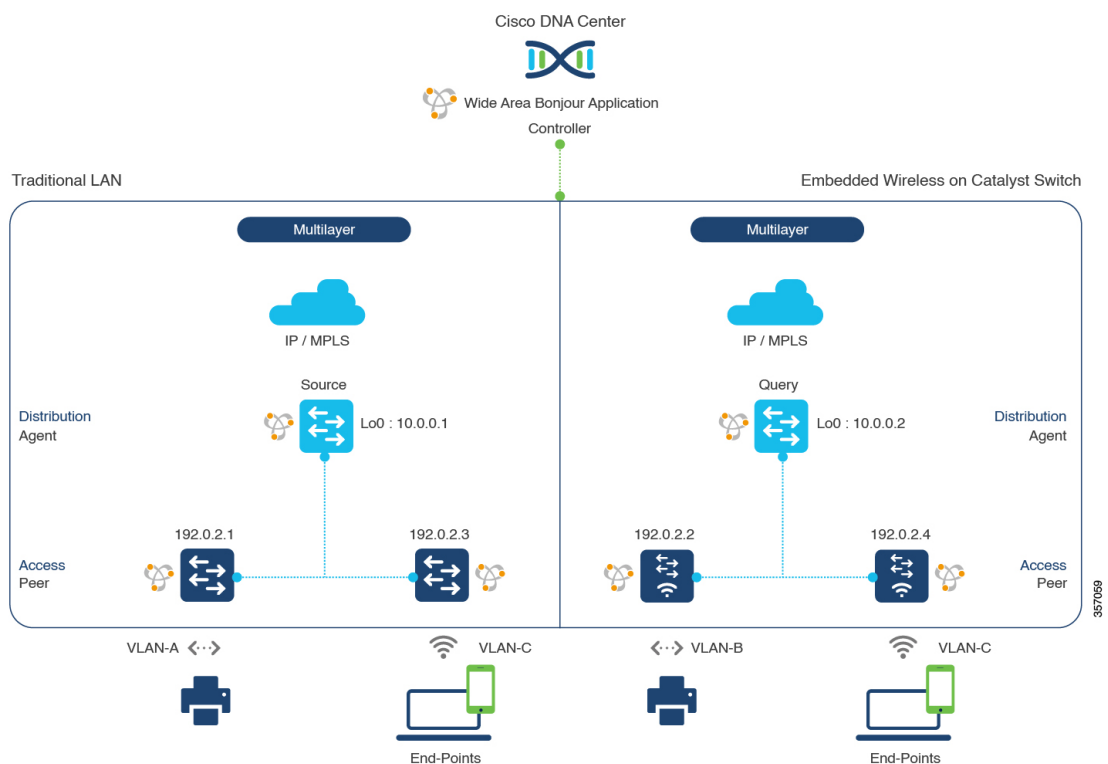 Cisco DNA Center
Wide Area Bonjour Application
Controller
Traditional LAN
Embedded Wireless on Catalyst Switch
Multilayer
Multilayer
IP / MPLS
IP / MPLS
Source
Query
Distribution
Agent
Lo0 : 10.0.0.1
Lo0 : 10.0.0.2
Distribution
Agent
192.0.2.1
192.0.2.3
192.0.2.2
192.0.2.4
Access
Peer
Access
Peer
357059
VLAN-A
VLAN-C
VLAN-B
VLAN-C
End-Points
End-Points